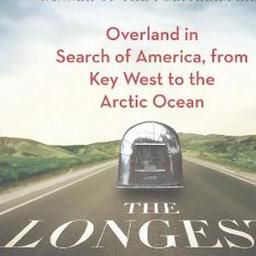 Overland in
Search of America, from
Key West to the
Arctic Ocean
THE
LONGEST